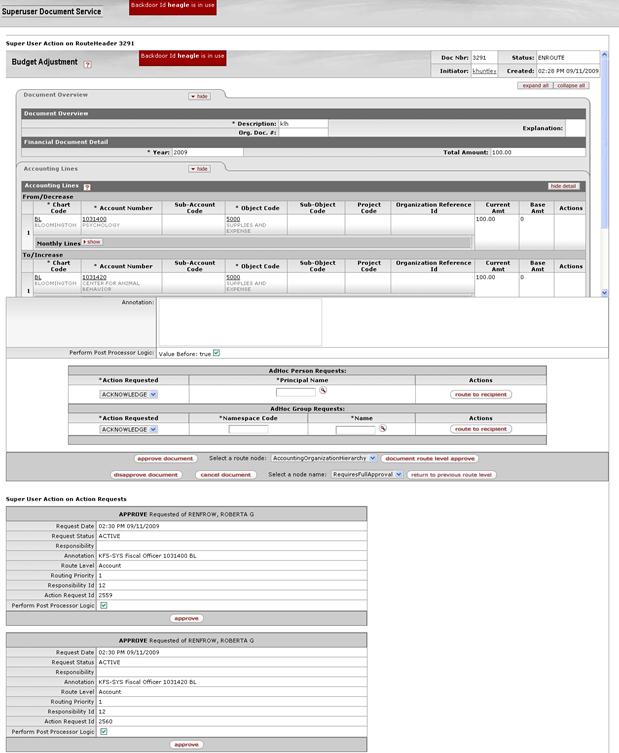 Superuser Document Service
Backdoor Id heagle is in use
Super User Action on RouteHeader 3291
Budget Adjustment ?
Backdoor Id heagle is in use
Doc Nbr: 3291 Status: ENROUTE
Initiator: khuntley Created: 02:28 PM 09/11/2009
expand all collapse all
Document Overview hide
Document Overview
* Description: klh Explanation:
Org. Doc. #:
Financial Document Detail
* Year: 2009 Total Amount: 100.00
Accounting Lines hide
Accounting Lines ? hide detail
From/Decrease
* Chart Code * Account Number Sub-Account Code * Object Code Sub-Object Code Project Code Organization Reference Id Current Amt Base Amt Actions
1 BL BLOOMINGTON 1031400 PSYCHOLOGY 5000 SUPPLIES AND EXPENSE 100.00 0
Monthly Lines show
To/Increase
* Chart Code * Account Number Sub-Account Code * Object Code Sub-Object Code Project Code Organization Reference Id Current Amt Base Amt Actions
1 BL BLOOMINGTON 1031420 CENTER FOR ANIMAL BEHAVIOR 5000 SUPPLIES AND EXPENSE 100.00 0
Annotation:
Perform Post Processor Logic: Value Before: true
AdHoc Person Requests:
*Action Requested *Principal Name Actions
ACKNOWLEDGE route to recipient
AdHoc Group Requests:
*Action Requested *Namespace Code *Name Actions
ACKNOWLEDGE route to recipient
approve document Select a route node: AccountingOrganizationHierarchy document route level approve
disapprove document cancel document Select a node name: RequiresFullApproval return to previous route level
Super User Action on Action Requests
APPROVE Requested of RENFROW, ROBERTA G
Request Date 02:30 PM 09/11/2009
Request Status ACTIVE
Responsibility
Annotation KFS-SYS Fiscal Officer 1031400 BL
Route Level Account
Routing Priority 1
Responsibility Id 12
Action Request Id 2559
Perform Post Processor Logic
approve
APPROVE Requested of RENFROW, ROBERTA G
Request Date 02:30 PM 09/11/2009
Request Status ACTIVE
Responsibility
Annotation KFS-SYS Fiscal Officer 1031420 BL
Route Level Account
Routing Priority 1
Responsibility Id 12
Action Request Id 2560
Perform Post Processor Logic
approve